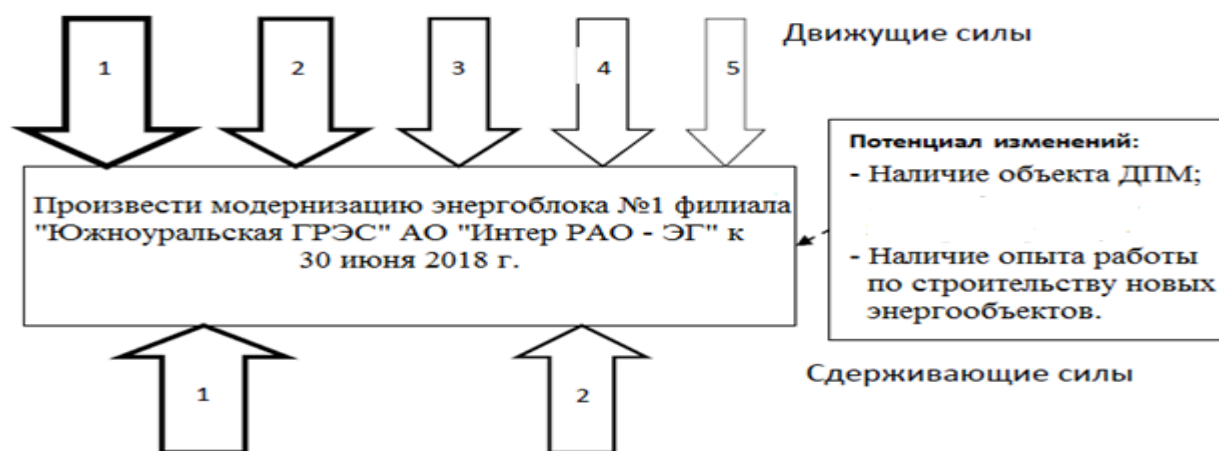 Движущие силы
1
2
3
4
5
Потенциал изменений:
- Наличие объекта ДПМ;
- Наличие опыта работы
по строительству новых
энергообъектов.
Произвести модернизацию энергоблока №1 филиала
"Южноуральская ГРЭС" АО "Интер РАО - ЭГ" к
30 июня 2018 г.
Сдерживающие силы
1
2